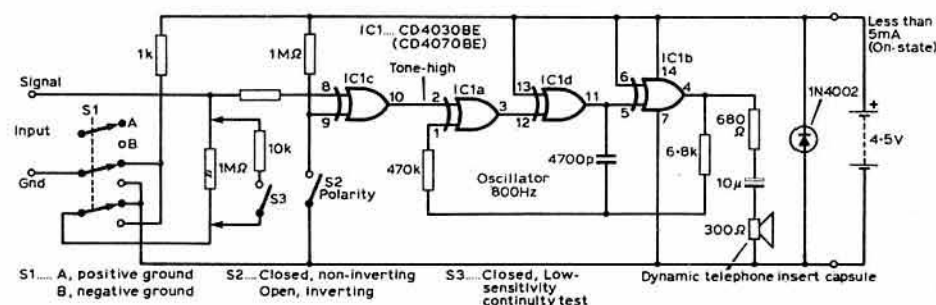 IC1.... CD4030BE
(CD4070BE)
Less than
5mA
(On-state)
1k
1MΩ
Tone-high
IC1c
IC1a
IC1d
IC1b
Signal
8
9
10
2
1
3
13
12
11
6
5
14
4
7
1N4002
S1
Input
A
B
Gnd
1MΩ
10k
S3
S2
Polarity
470k
Oscillator
800Hz
4700p
6·8k
680
Ω
10μ
300Ω
+
4·5V
S1..... A, positive ground
B, negative ground
S2.... Closed, non-inverting
Open, Inverting
S3.... Closed, Low-
sensitivity
continuity test
Dynamic telephone insert capsule